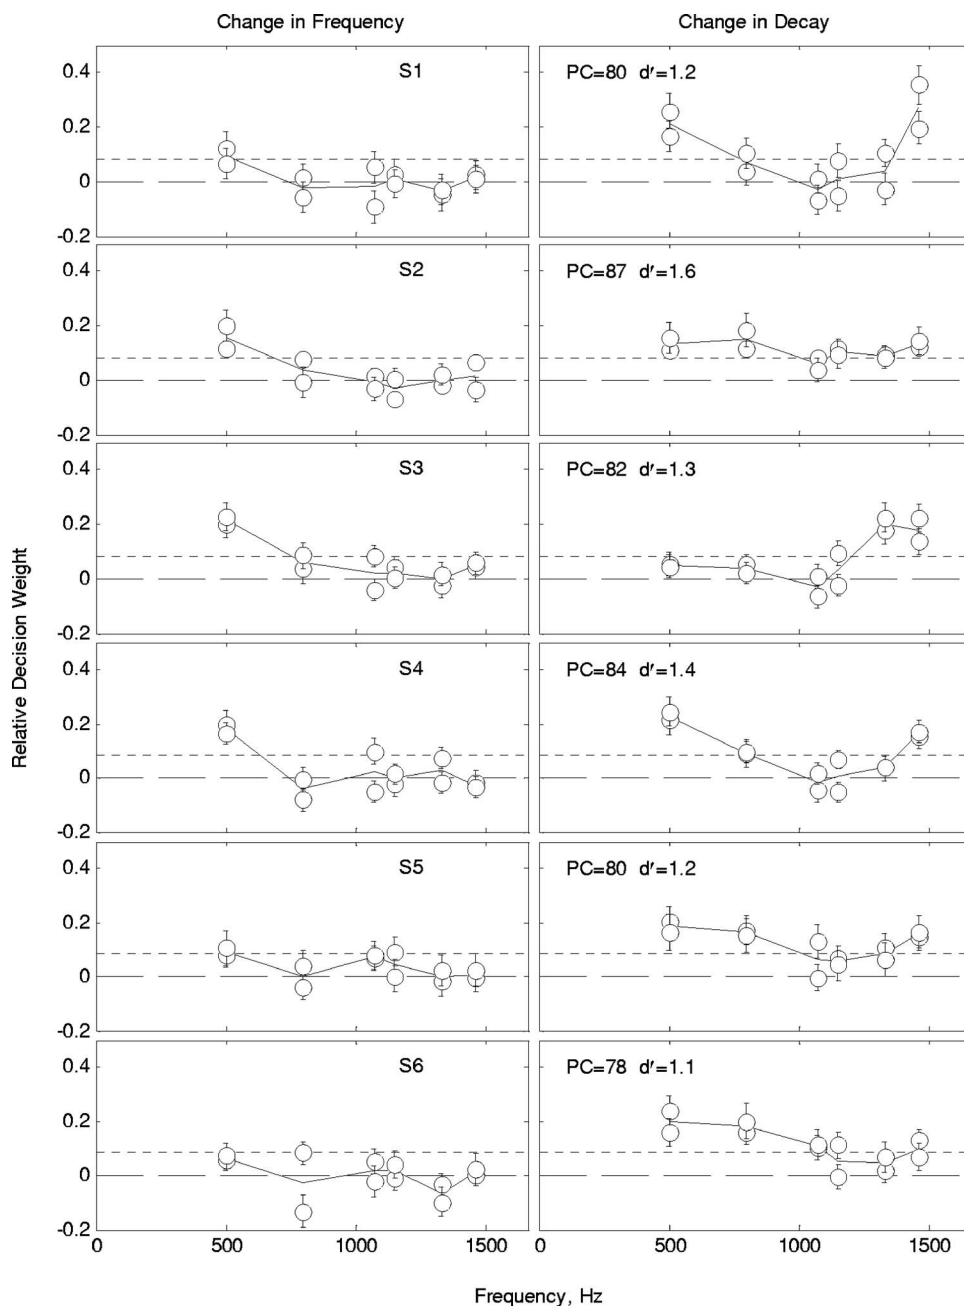 Change in Frequency Change in Decay
0.4 S1 PC=80 d'=1.2
0.2
0
-0.2
S2 PC=87 d'=1.6
0.4
0.2
0
-0.2
S3 PC=82 d'=1.3
0.4
0.2
0
-0.2
S4 PC=84 d'=1.4
0.4
0.2
0
-0.2
S5 PC=80 d'=1.2
0.4
0.2
0
-0.2
S6 PC=78 d'=1.1
0.4
0.2
0
-0.2
0 500 1000 1500 0 500 1000 1500
Relative Decision Weight
Frequency, Hz